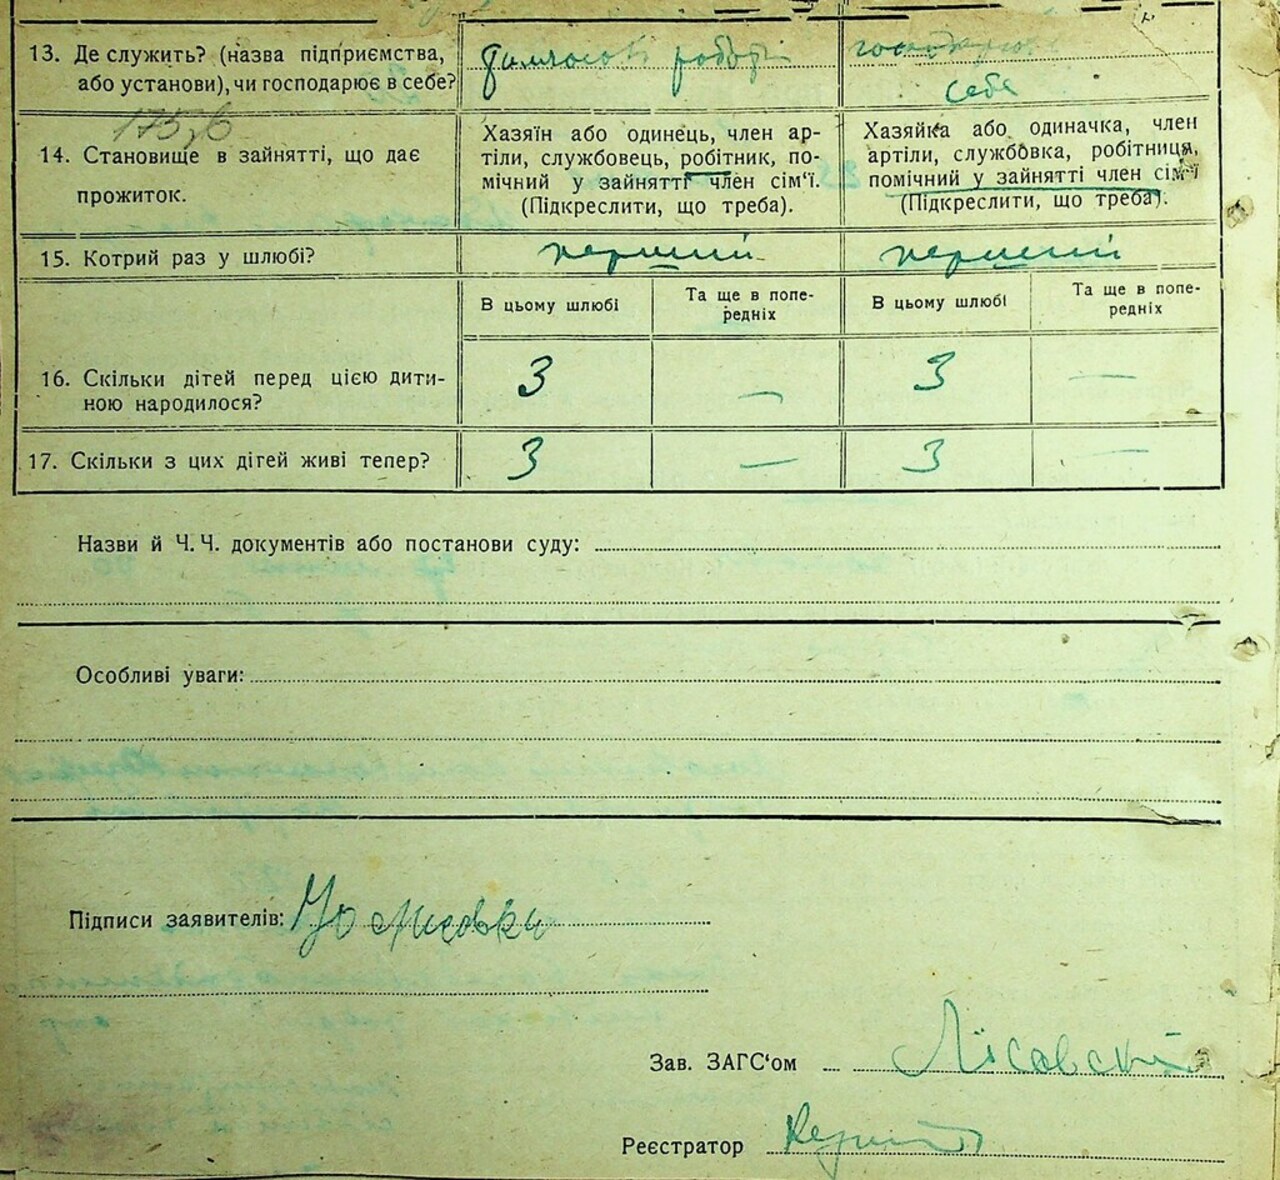 13. Де служить? (назва підприємства, або установи), чи господарює в себе?
робот
господарює
себе
175,6
14. Становище в зайнятті, що дає прожиток.
Хазяїн або одинець, член ар-
тіли, службовець, робітник, по-
мічний у зайнятті член сім‘ї.
(Підкреслити, що треба).
Хазяйка або одиначка, член
артіли, службовка, робітниця,
помічний у зайнятті член сім‘ї
(Підкреслити, що треба).
15. Котрий раз у шлюбі?
перший
перший
В цьому шлюбі
Та ще в попе-
редніх
В цьому шлюбі
Та ще в попе-
редніх
16. Скільки дітей перед цією дити-
ною народилося?
3
—
3
—
17. Скільки з цих дітей живі тепер?
3
—
3
—
Назви й Ч. Ч. документів або постанови суду:
Особливі уваги:
Підписи заявителів:
Зав. ЗАГС‘ом Лісовскі
Реєстратор